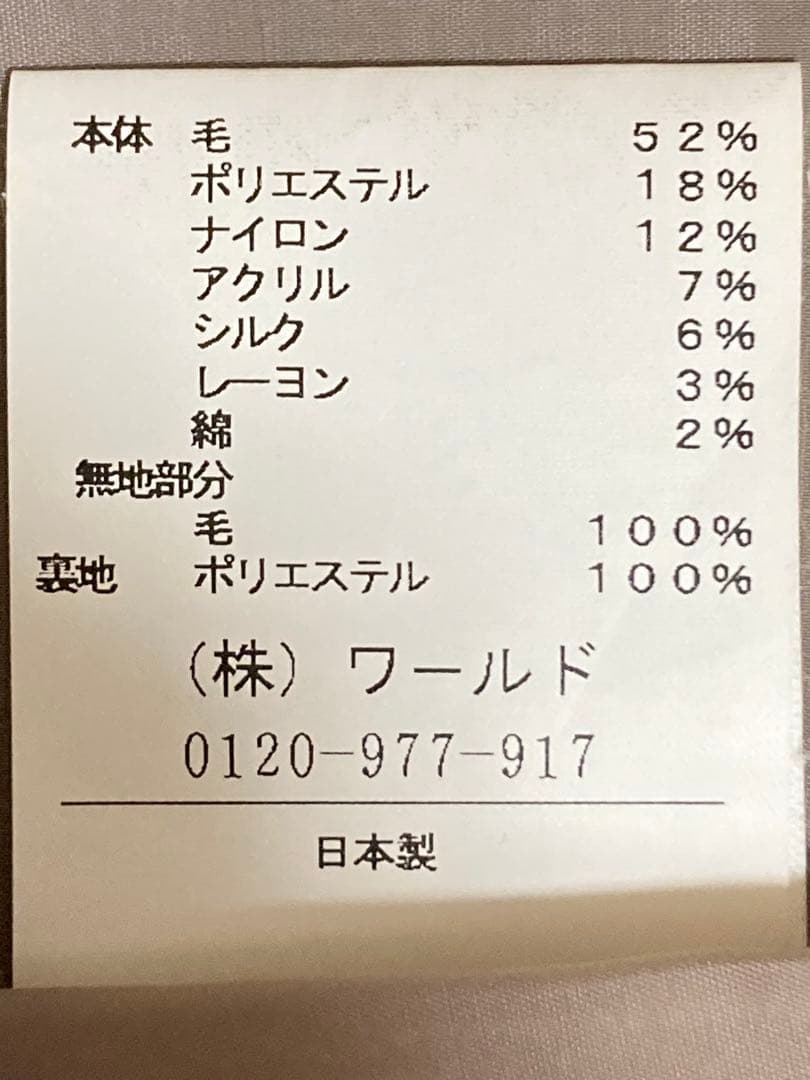 本体 毛 52%
ポリエステル 18%
ナイロン 12%
アクリル 7%
シルク 6%
レーヨン 3%
綿 2%
無地部分
毛 100%
裏地 ポリエステル 100%
(株) ワールド
0120-977-917
日本製